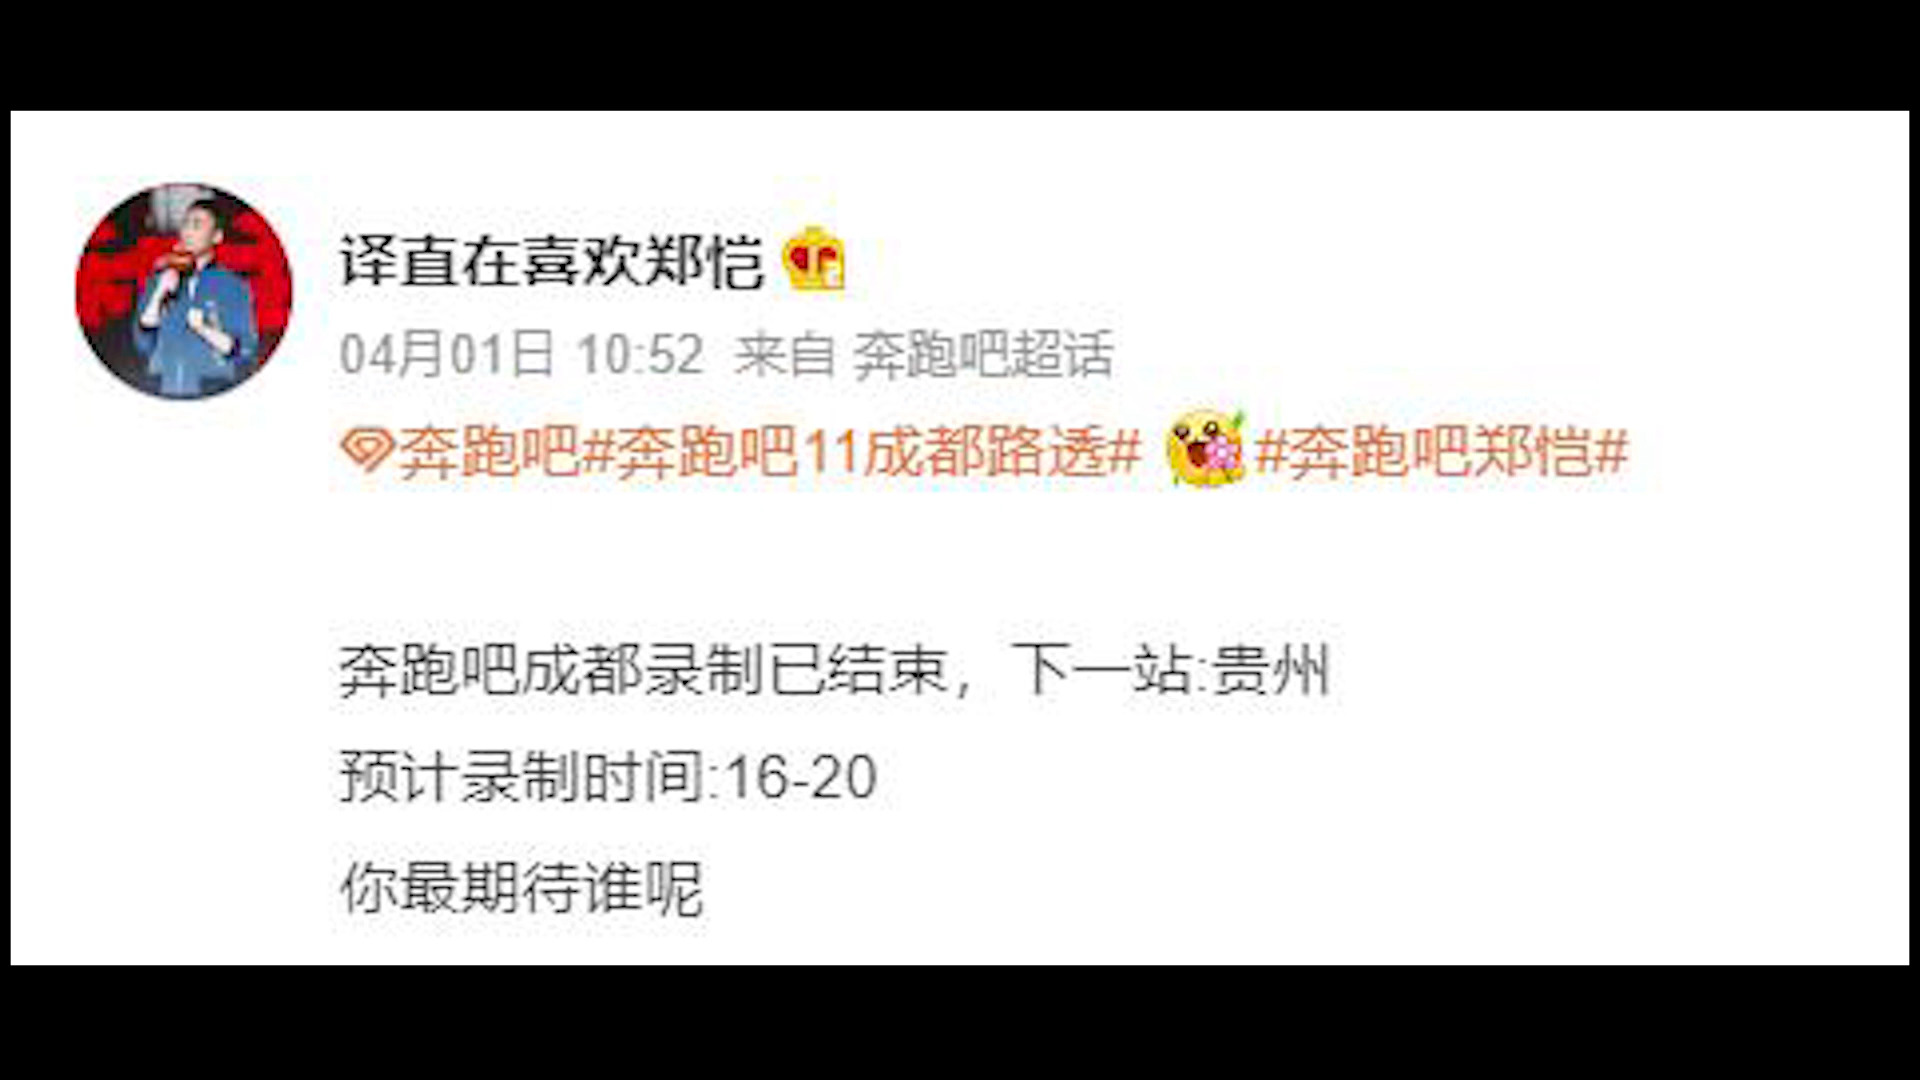 译直在喜欢郑恺
04月01日 10:52 来自 奔跑吧超话
奔跑吧#奔跑吧11成都路透# #奔跑吧郑恺#
奔跑吧成都录制已结束，下一站:贵州
预计录制时间:16-20
你最期待谁呢